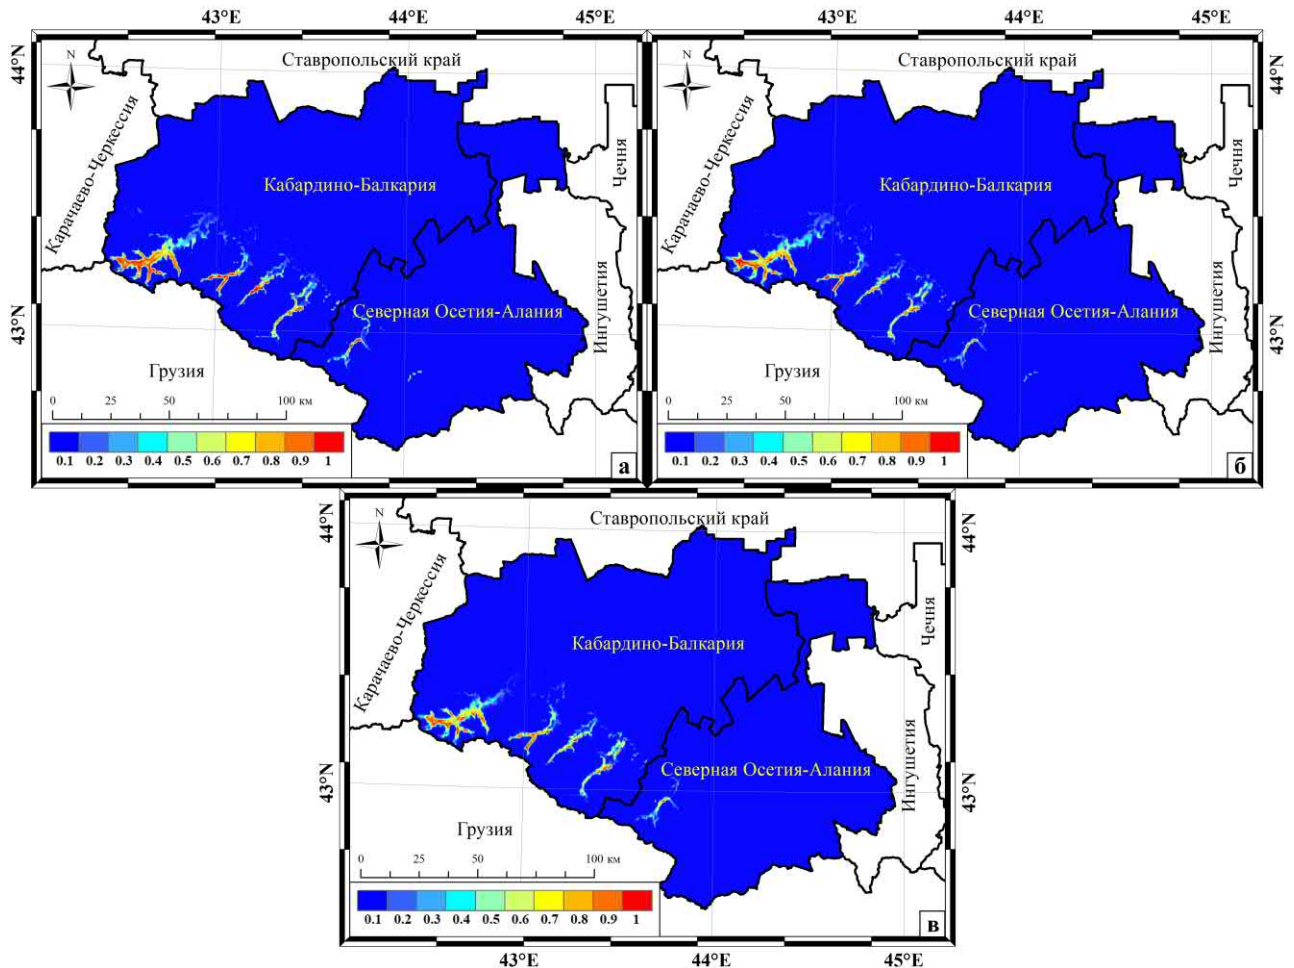 43°E 44°E 45°E 43°E 44°E 45°E
44°N
N
Ставропольский край
Карачаево-Черкессия
Чечня
Кабардино-Балкария
Северная Осетия-Алания
Ингушетия
43°N
Грузия
0 25 50 100 км
0.1 0.2 0.3 0.4 0.5 0.6 0.7 0.8 0.9 1
а
N
Ставропольский край
44°N
Карачаево-Черкессия
Чечня
Кабардино-Балкария
Северная Осетия-Алания
Ингушетия
43°N
Грузия
0 25 50 100 км
0.1 0.2 0.3 0.4 0.5 0.6 0.7 0.8 0.9 1
б
44°N
N
Ставропольский край
44°N
Карачаево-Черкессия
Чечня
Кабардино-Балкария
Северная Осетия-Алания
Ингушетия
43°N
43°N
Грузия
0 25 50 100 км
0.1 0.2 0.3 0.4 0.5 0.6 0.7 0.8 0.9 1
в
43°E 44°E 45°E